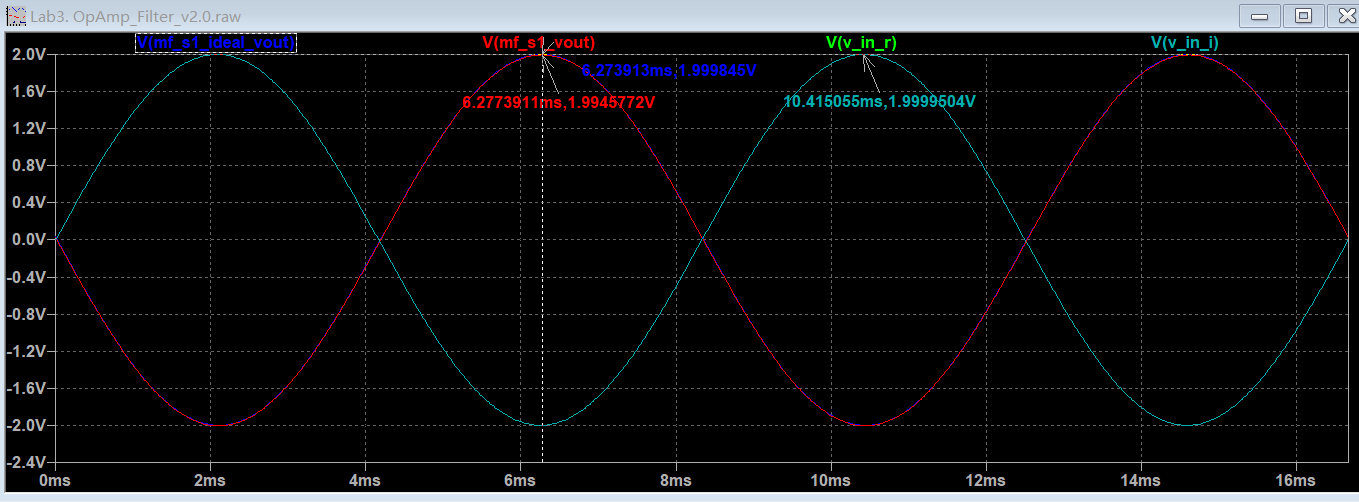 Lab3. OpAmp_Filter_v2.0.raw
V(mf_s1_ideal_vout) V(mf_s1_vout) V(v_in_r) V(v_in_i)
2.0V
6.273913ms,1.999845V
6.2773911ms,1.9945772V 10.415055ms,1.9999504V
1.6V
1.2V
0.8V
0.4V
0.0V
-0.4V
-0.8V
-1.2V
-1.6V
-2.0V
-2.4V
0ms 2ms 4ms 6ms 8ms 10ms 12ms 14ms 16ms